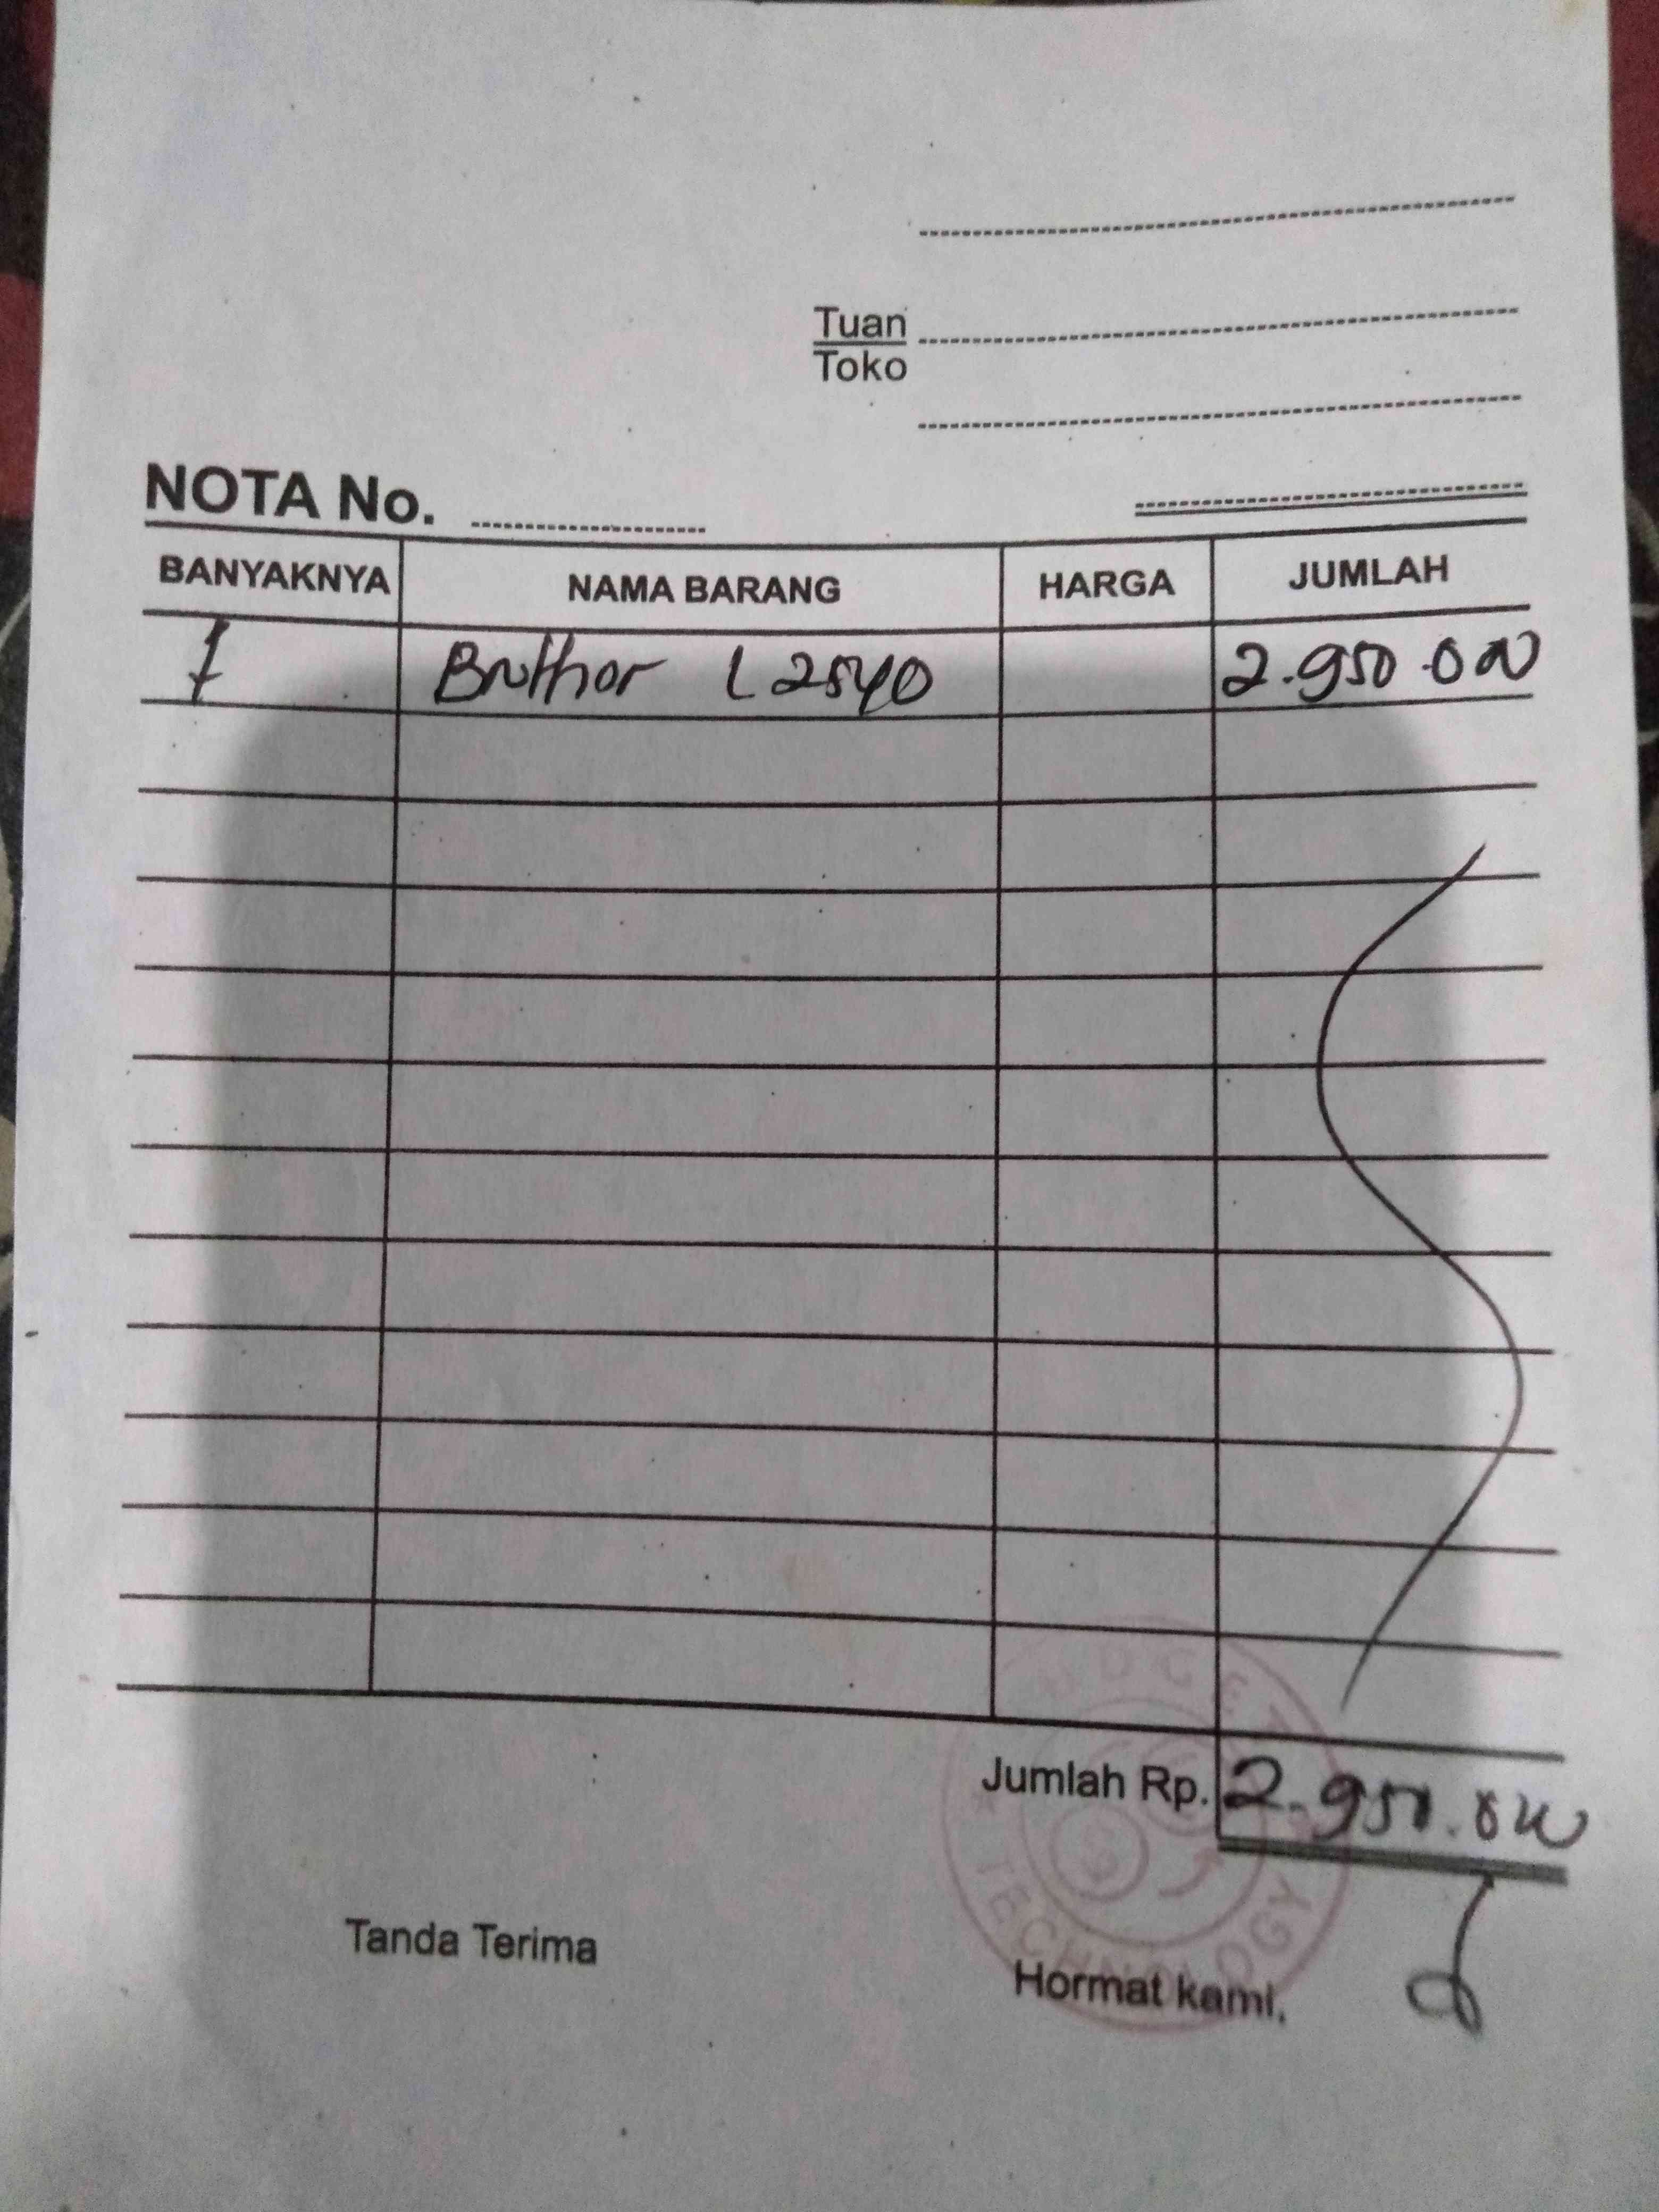 Tuan
Toko
NOTA No.
BANYAKNYA NAMA BARANG HARGA JUMLAH
1 Brother L2540 2.950.000
Jumlah Rp. 2.950.000
TECHNOLOGY
Tanda Terima Hormat kami,